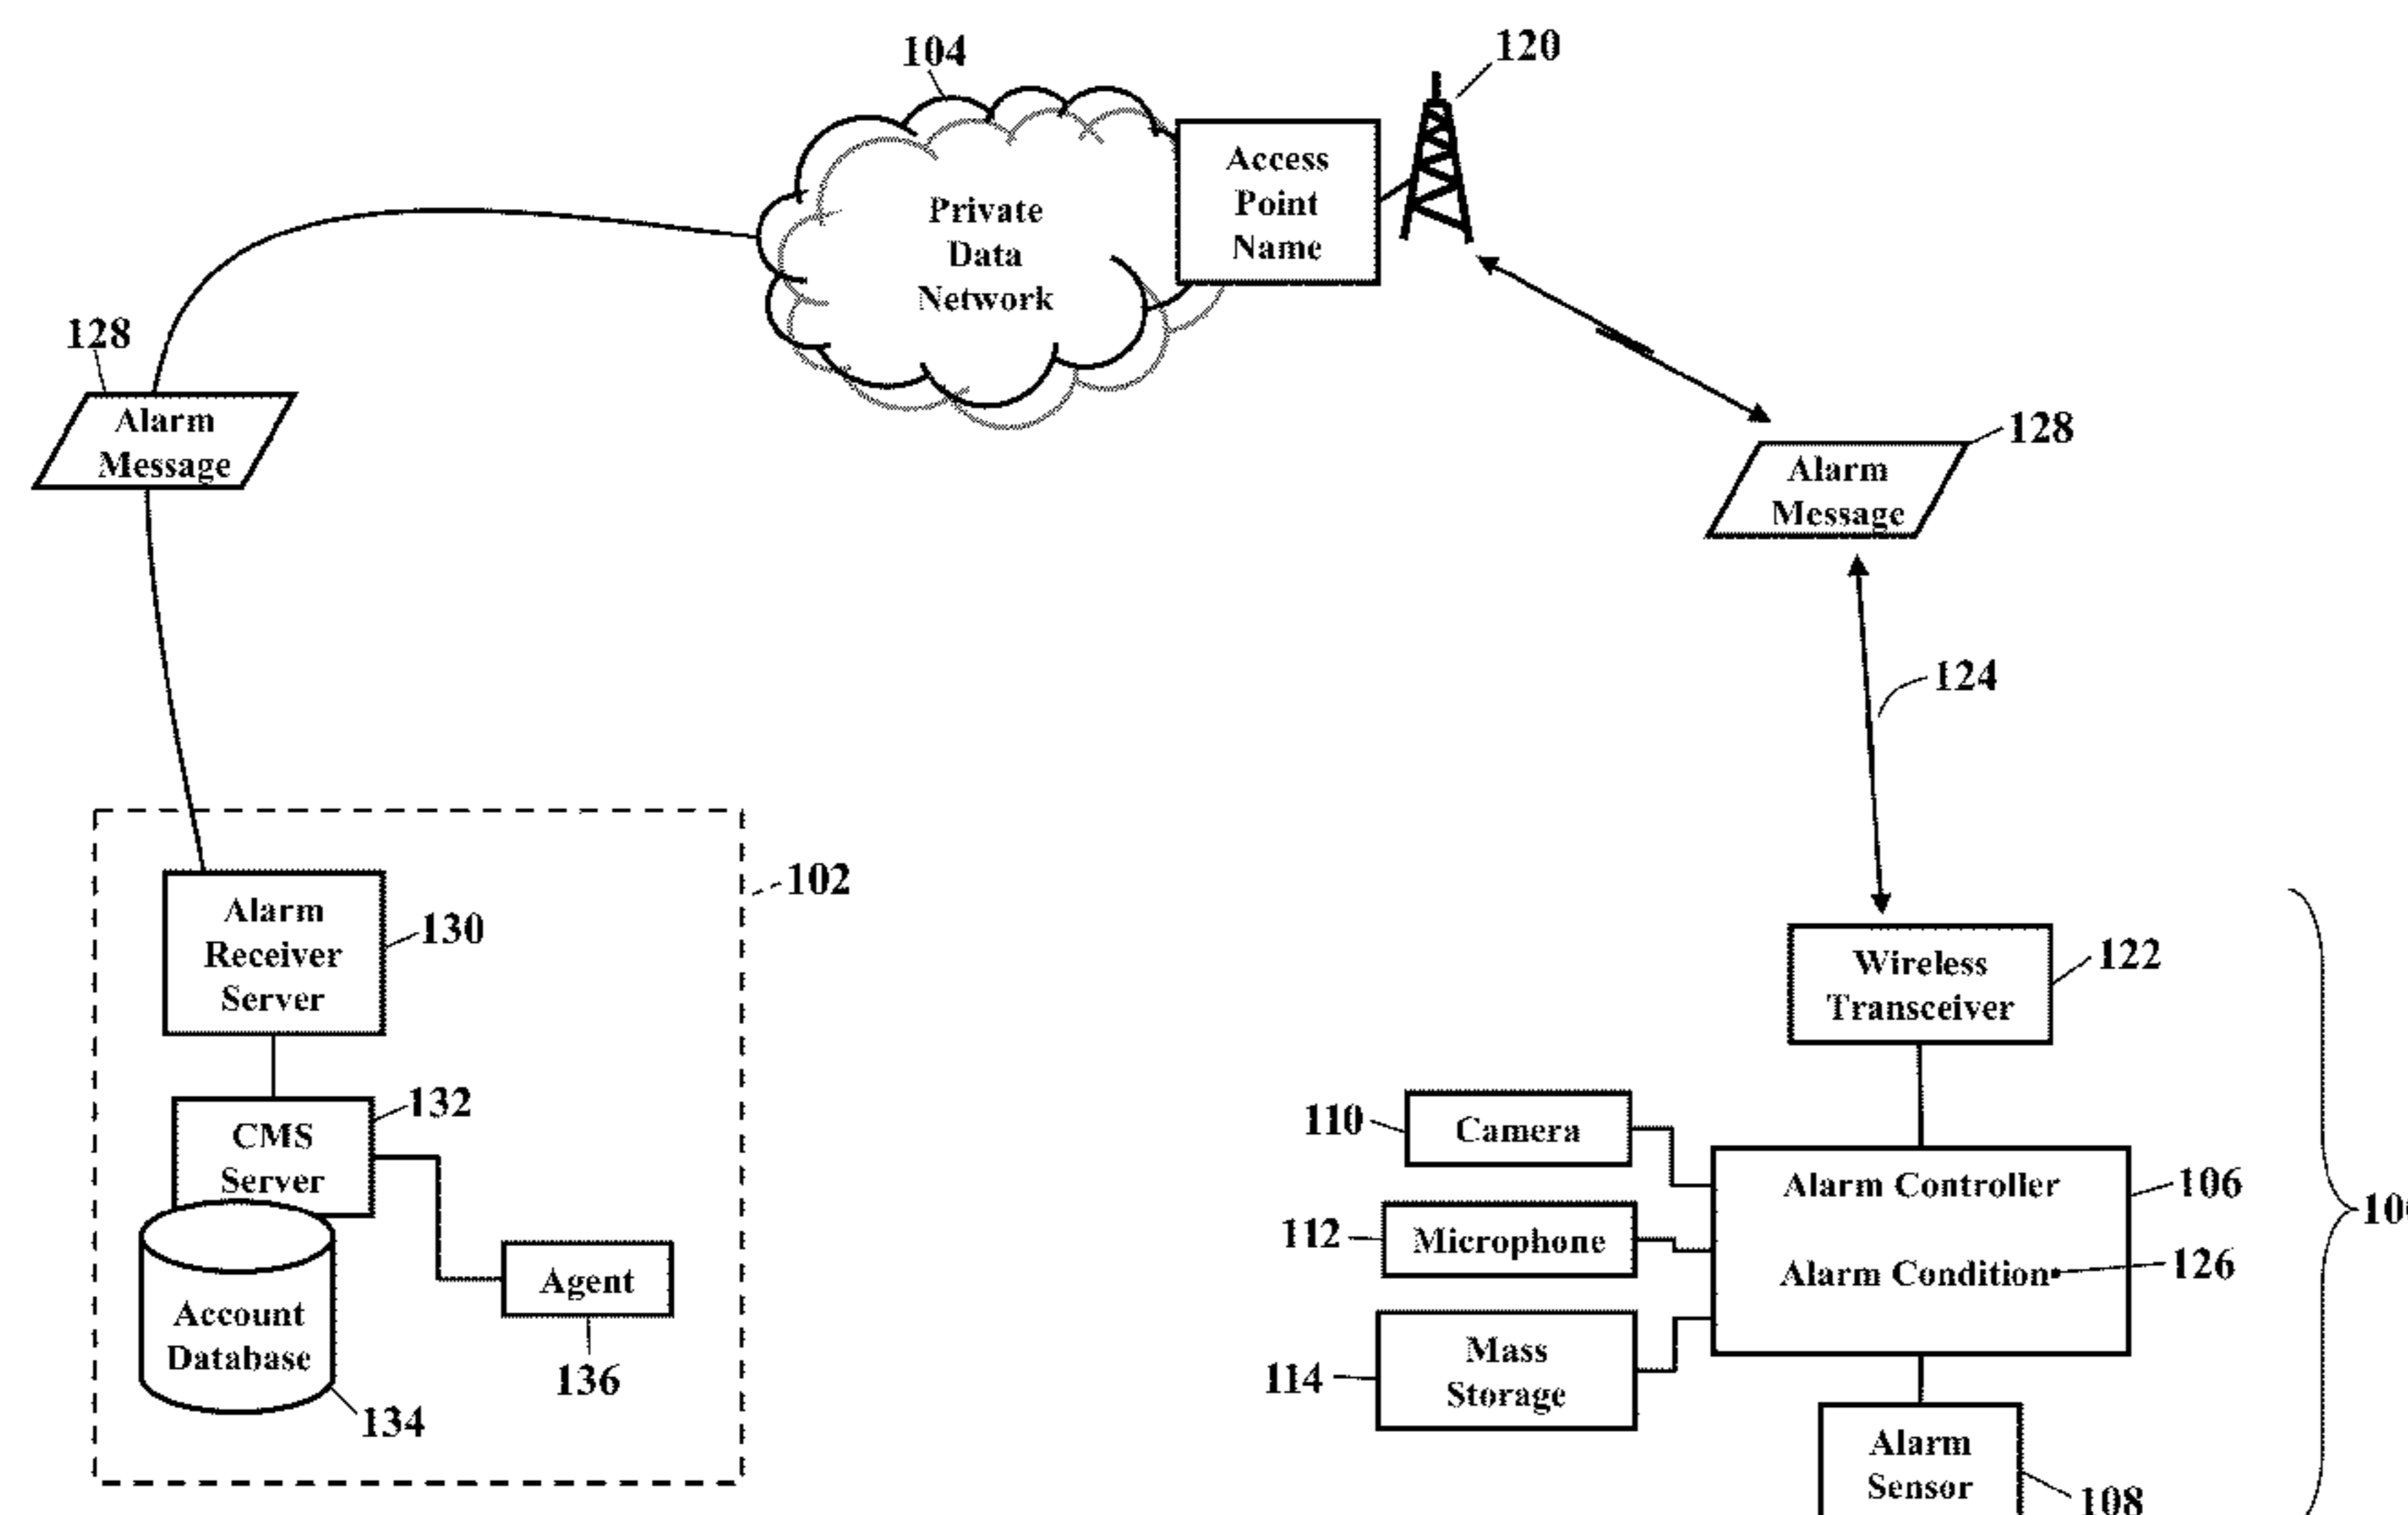 104
120
Access
Point
Name
Private
Data
Network
128
Alarm
Message
128
Alarm
Message
124
102
Alarm
Receiver
Server
130
Wireless
Transceiver
122
CMS
Server
132
110
Camera
Alarm Controller
106
112
Microphone
Alarm Condition
126
Agent
136
Account
Database
134
114
Mass
Storage
Alarm
Sensor
108